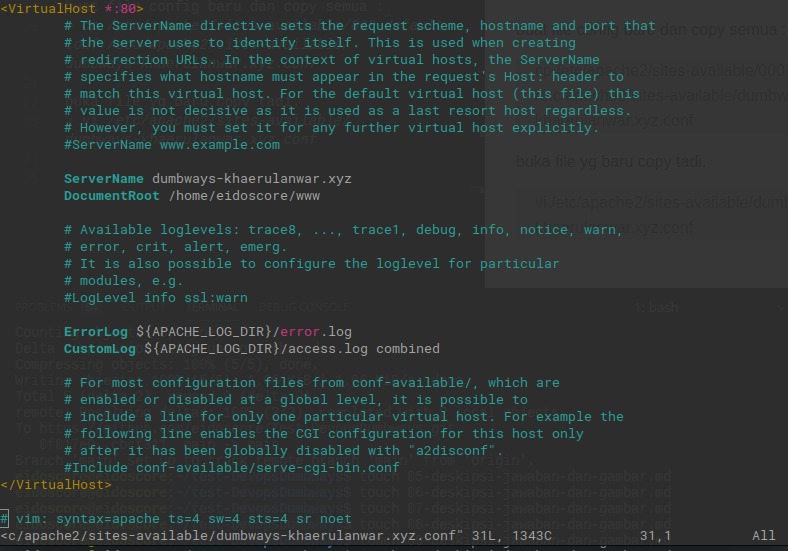 <VirtualHost *:80>
# The ServerName directive sets the request scheme, hostname and port that
# the server uses to identify itself. This is used when creating
# redirection URLs. In the context of virtual hosts, the ServerName
# specifies what hostname must appear in the request's Host: header to
# match this virtual host. For the default virtual host (this file) this
# value is not decisive as it is used as a last resort host regardless.
# However, you must set it for any further virtual host explicitly.
#ServerName www.example.com
ServerName dumbways-khaerulanwar.xyz
DocumentRoot /home/eidoscore/www
# Available loglevels: trace8, ..., trace1, debug, info, notice, warn,
# error, crit, alert, emerg.
# It is also possible to configure the loglevel for particular
# modules, e.g.
#LogLevel info ssl:warn
ErrorLog ${APACHE_LOG_DIR}/error.log
CustomLog ${APACHE_LOG_DIR}/access.log combined
# For most configuration files from conf-available/, which are
# enabled or disabled at a global level, it is possible to
# include a line for only one particular virtual host. For example the
# following line enables the CGI configuration for this host only
# after it has been globally disabled with "a2disconf".
#Include conf-available/serve-cgi-bin.conf
</VirtualHost>
# vim: syntax=apache ts=4 sw=4 sts=4 sr noet
<c/apache2/sites-available/dumbways-khaerulanwar.xyz.conf" 31L, 1343C 31,1 All
buka file yg baru copy tadi.